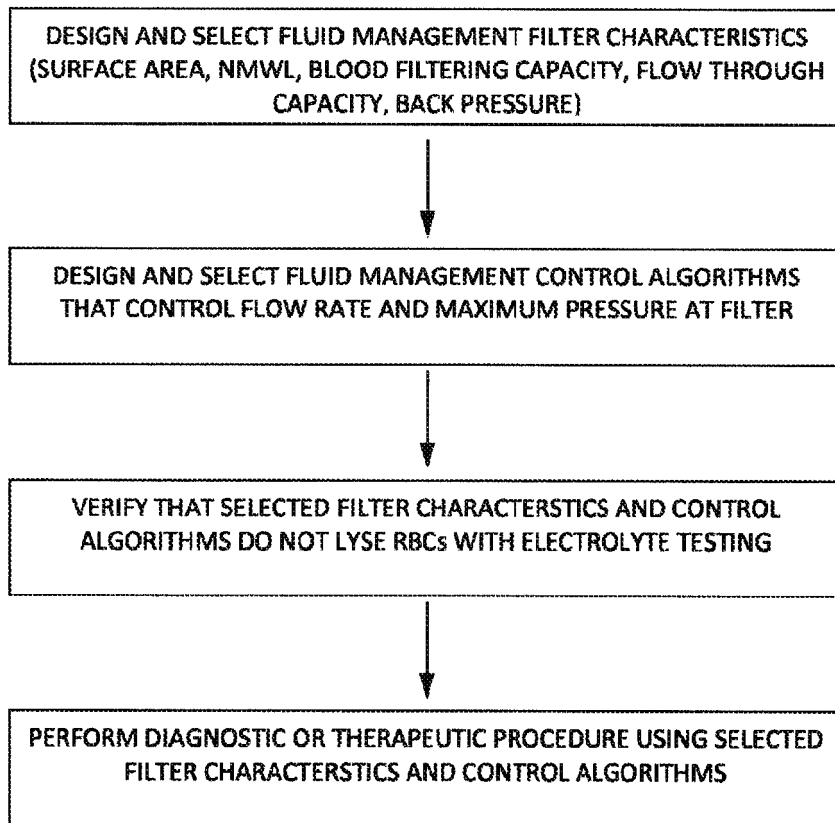 DESIGN AND SELECT FLUID MANAGEMENT FILTER CHARACTERISTICS
(SURFACE AREA, NMWL, BLOOD FILTERING CAPACITY, FLOW THROUGH
CAPACITY, BACK PRESSURE)
DESIGN AND SELECT FLUID MANAGEMENT CONTROL ALGORITHMS
THAT CONTROL FLOW RATE AND MAXIMUM PRESSURE AT FILTER
VERIFY THAT SELECTED FILTER CHARACTERSTICS AND CONTROL
ALGORITHMS DO NOT LYSE RBCs WITH ELECTROLYTE TESTING
PERFORM DIAGNOSTIC OR THERAPEUTIC PROCEDURE USING SELECTED
FILTER CHARACTERSTICS AND CONTROL ALGORITHMS